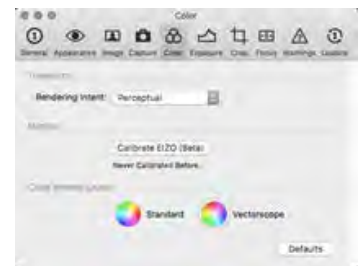 Color
General Appearance Image Capture Color Exposure Crop Focus Warnings Update
Rendering Intent: Perceptual
Calibrate EIZO (Beta)
Never Calibrated Before.
Standard Vectorscope
Defaults